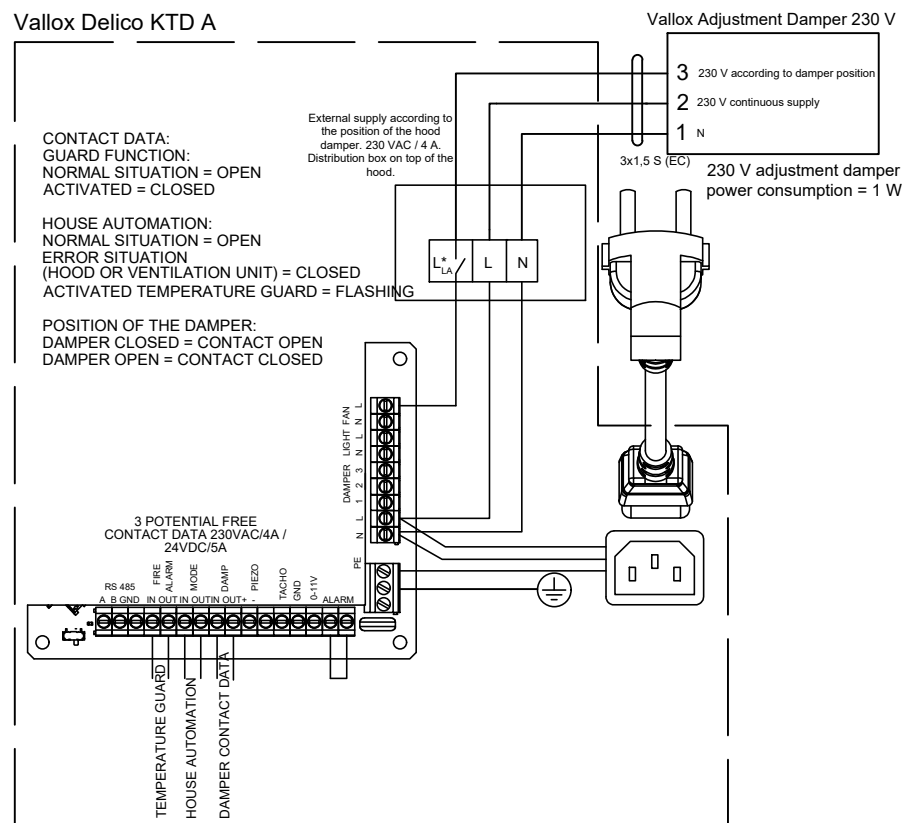 Vallox Delico KTD A
Vallox Adjustment Damper 230 V
3 230 V according to damper position
2 230 V continuous supply
1 N
3x1,5 S (EC)
230 V adjustment damper
power consumption = 1 W
External supply according to
the position of the hood
damper. 230 VAC / 4 A.
Distribution box on top of the
hood.
CONTACT DATA:
GUARD FUNCTION:
NORMAL SITUATION = OPEN
ACTIVATED = CLOSED
HOUSE AUTOMATION:
NORMAL SITUATION = OPEN
ERROR SITUATION
(HOOD OR VENTILATION UNIT) = CLOSED
ACTIVATED TEMPERATURE GUARD = FLASHING
POSITION OF THE DAMPER:
DAMPER CLOSED = CONTACT OPEN
DAMPER OPEN = CONTACT CLOSED
L* LA L N
L
N FAN
L
N LIGHT
3
2 DAMPER
1
L
N
PE
3 POTENTIAL FREE
CONTACT DATA 230VAC/4A /
24VDC/5A
RS 485
FIRE
ALARM
MODE
DAMP
PIEZO
TACHO
GND
0-11V
A B GND IN OUT IN OUT IN OUT + - ALARM
TEMPERATURE GUARD
HOUSE AUTOMATION
DAMPER CONTACT DATA